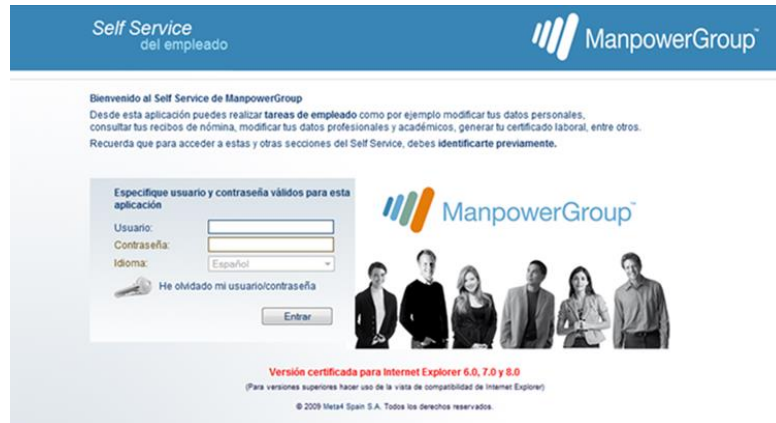 Self Service
del empleado
ManpowerGroup™
Bienvenido al Self Service de ManpowerGroup
Desde esta aplicación puedes realizar tareas de empleado como por ejemplo modificar tus datos personales,
consultar tus recibos de nómina, modificar tus datos profesionales y académicos, generar tu certificado laboral, entre otros.
Recuerda que para acceder a estas y otras secciones del Self Service, debes identificarte previamente.
Especifique usuario y contraseña válidos para esta
aplicación
Usuario:
Contraseña:
Idioma: Español
He olvidado mi usuario/contraseña
Entrar
ManpowerGroup™
Versión certificada para Internet Explorer 6.0, 7.0 y 8.0
(Para versiones superiores hacer uso de la vista de compatibilidad de Internet Explorer)
© 2009 Meta4 Spain S.A. Todos los derechos reservados.